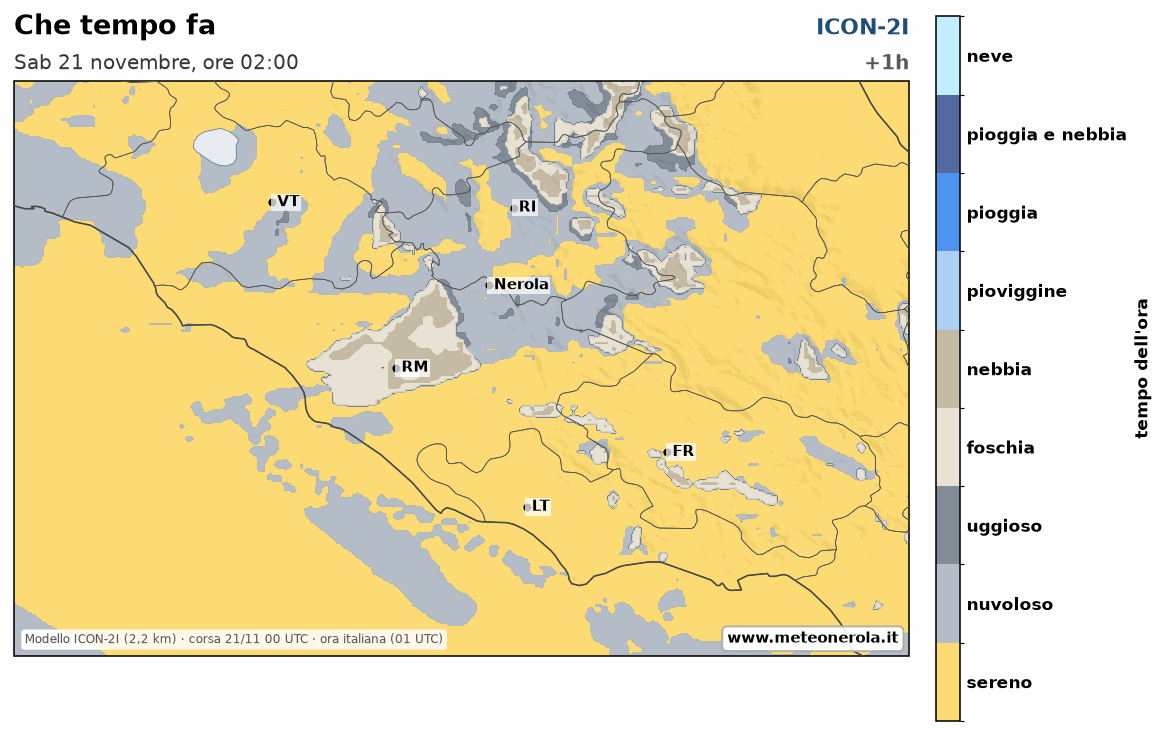 Che tempo fa
ICON-2I
Sab 21 novembre, ore 02:00
+1h
neve
pioggia e nebbia
pioggia
pioviggine
nebbia
foschia
uggioso
nuvoloso
sereno
tempo dell'ora
VT
RI
Nerola
RM
FR
LT
Modello ICON-2I (2,2 km) · corsa 21/11 00 UTC · ora italiana (01 UTC)
www.meteonerola.it